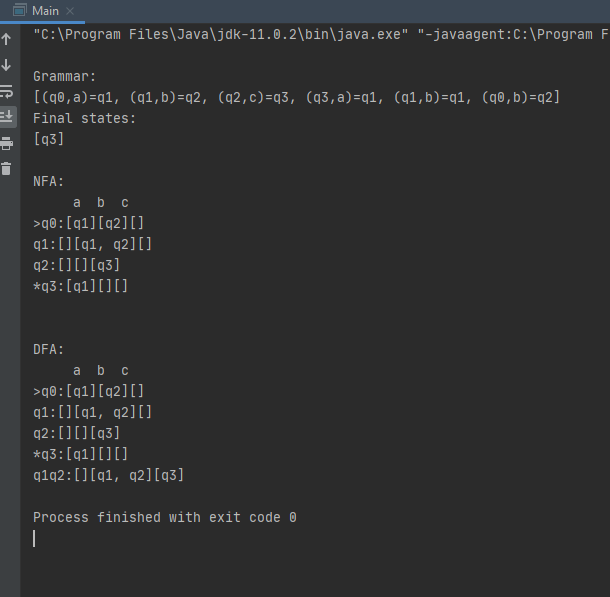 Main
"C:\Program Files\Java\jdk-11.0.2\bin\java.exe" "-javaagent:C:\Program F
Grammar:
[(q0,a)=q1, (q1,b)=q2, (q2,c)=q3, (q3,a)=q1, (q1,b)=q1, (q0,b)=q2]
Final states:
[q3]
NFA:
     a  b  c
>q0:[q1][q2][]
q1:[][q1, q2][]
q2:[][][q3]
*q3:[q1][][]
DFA:
     a  b  c
>q0:[q1][q2][]
q1:[][q1, q2][]
q2:[][][q3]
*q3:[q1][][]
q1q2:[][q1, q2][q3]
Process finished with exit code 0